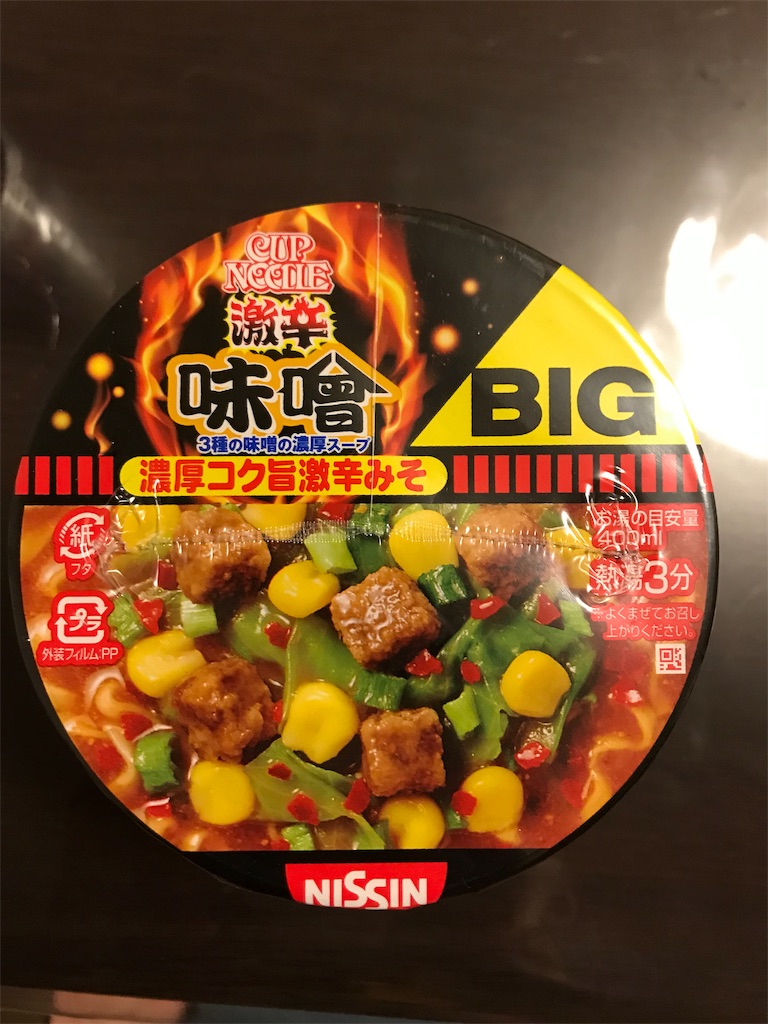 CUP
NOODLE
激辛
味噌
3種の味噌の濃厚スープ
BIG
濃厚コク旨激辛みそ
紙
フタ
プラ
外装フィルム:PP
お湯の目安量
400ml
熱湯3分
※よくまぜてお召し
上がりください。
NISSIN